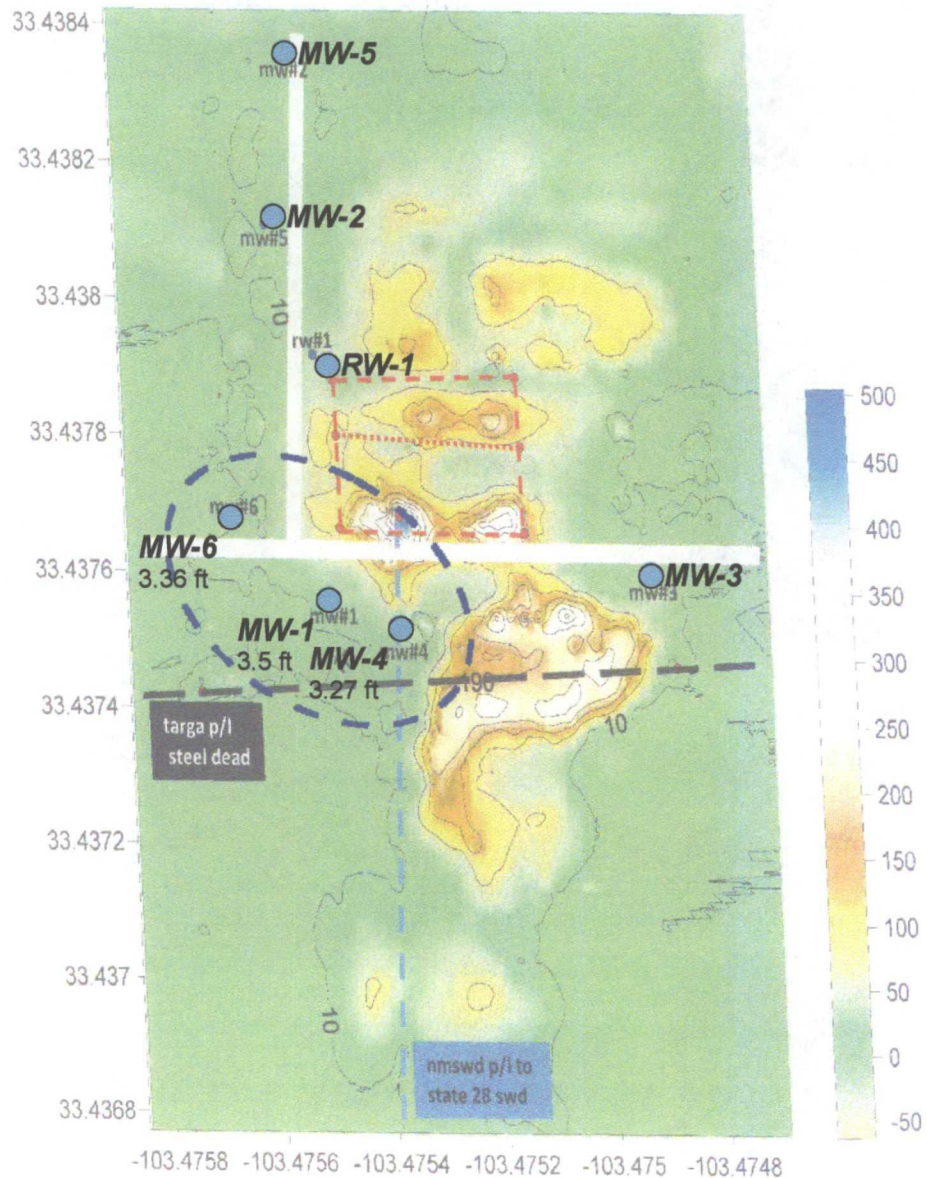 33.4384
MW-5
mw#2
33.4382
MW-2
mw#5
33.438
10
rw#1
RW-1
500
450
33.4378
400
mw#6
MW-6
3.36 ft
350
33.4376
MW-3
mw#3
mw#1
MW-1
3.5 ft
mw#4
MW-4
3.27 ft
300
190
250
33.4374
10
targa p/l
steel dead
200
150
33.4372
100
50
33.437
10
0
nmswd p/l to
state 28 swd
-50
33.4368
-103.4758 -103.4756 -103.4754 -103.4752 -103.475 -103.4748